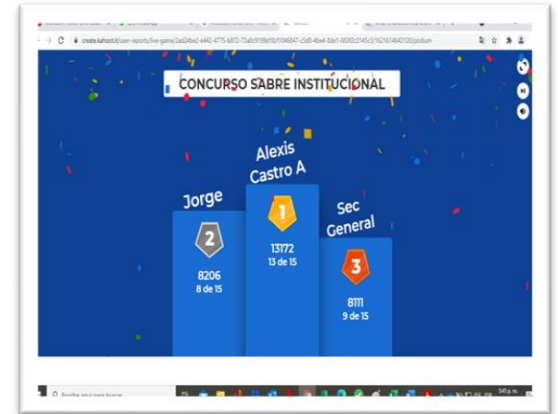 CONCURSO SABRE INSTITUCIONAL
Alexis
Castro A
1
13172
13 de 15
Jorge
2
8206
8 de 15
Sec
General
3
8111
9 de 15